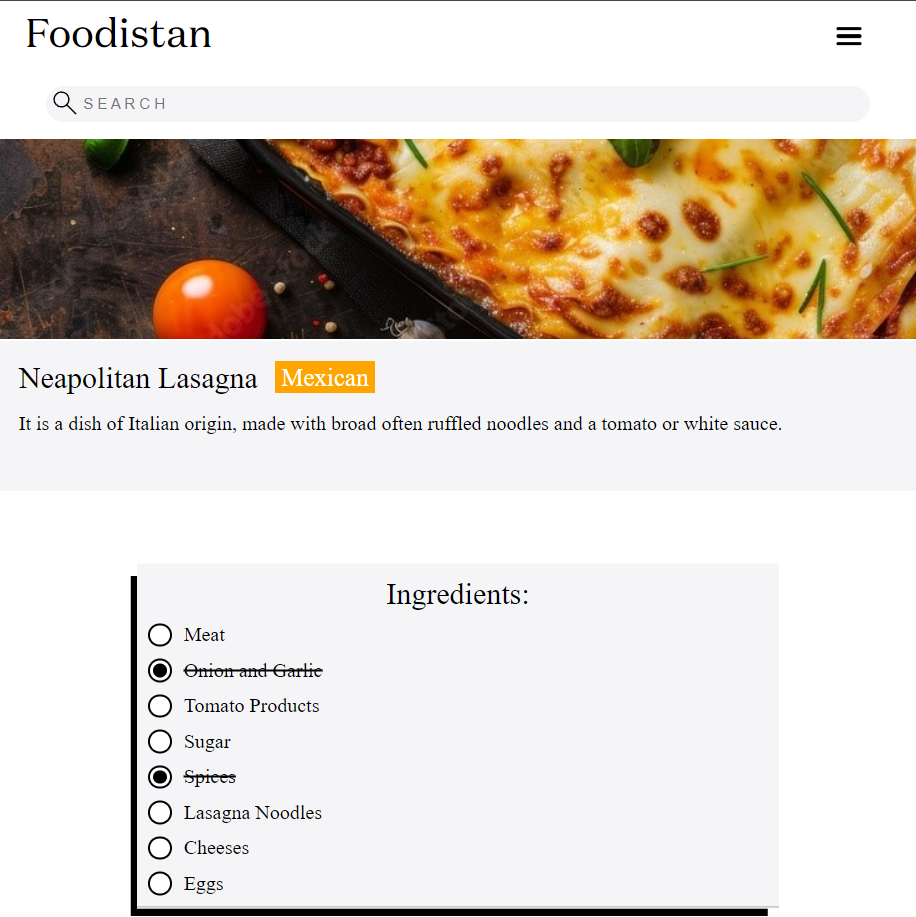 Foodistan
SEARCH
Neapolitan Lasagna Mexican
It is a dish of Italian origin, made with broad often ruffled noodles and a tomato or white sauce.
Ingredients:
Meat
Onion and Garlic
Tomato Products
Sugar
Spices
Lasagna Noodles
Cheeses
Eggs